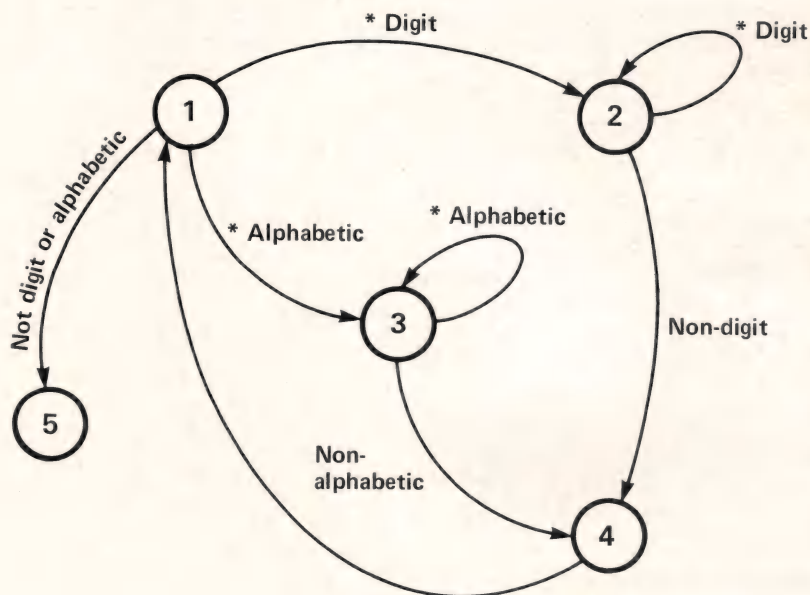 * Digit
* Digit
1
2
Not digit or alphabetic
* Alphabetic
* Alphabetic
3
Non-digit
5
Non-
alphabetic
4